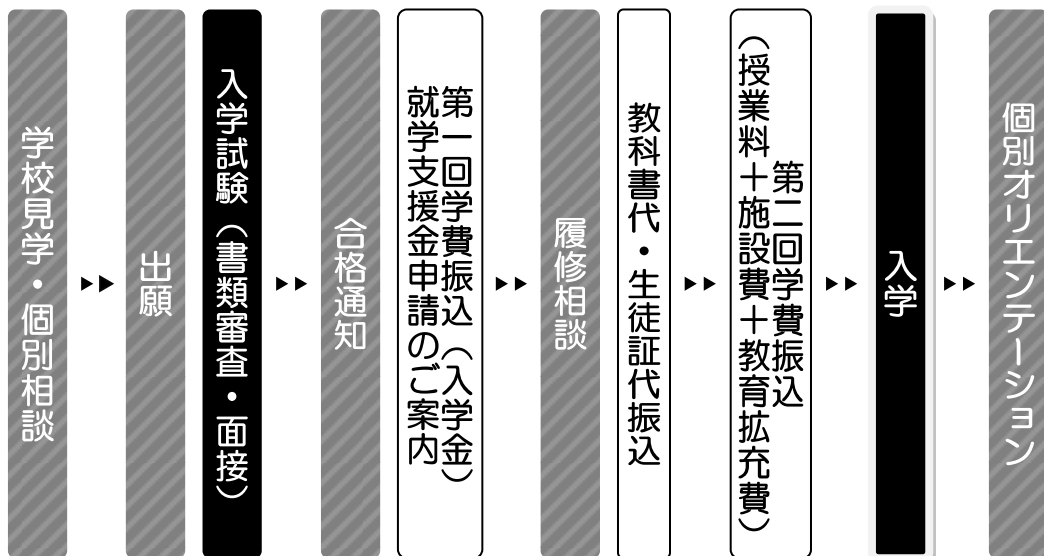 学校見学・個別相談
▶▶
出願
入学試験（書類審査・面接）
▶▶
合格通知
第一回学費振込（入学金）
就学支援金申請のご案内
▶▶
履修相談
教科書代・生徒証代振込
▶▶
第二回学費振込
（授業料＋施設費＋教育拡充費）
▶▶
入学
▶▶
個別オリエンテーション